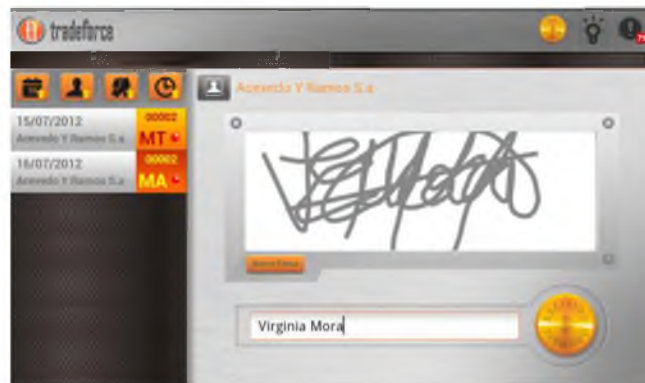 tradeforce
Acevedo Y Ramos S.a
15/07/2012
00002
Acevedo Y Ramos S.a
MT
16/07/2012
00002
Acevedo Y Ramos S.a
MA
Virginia Mora